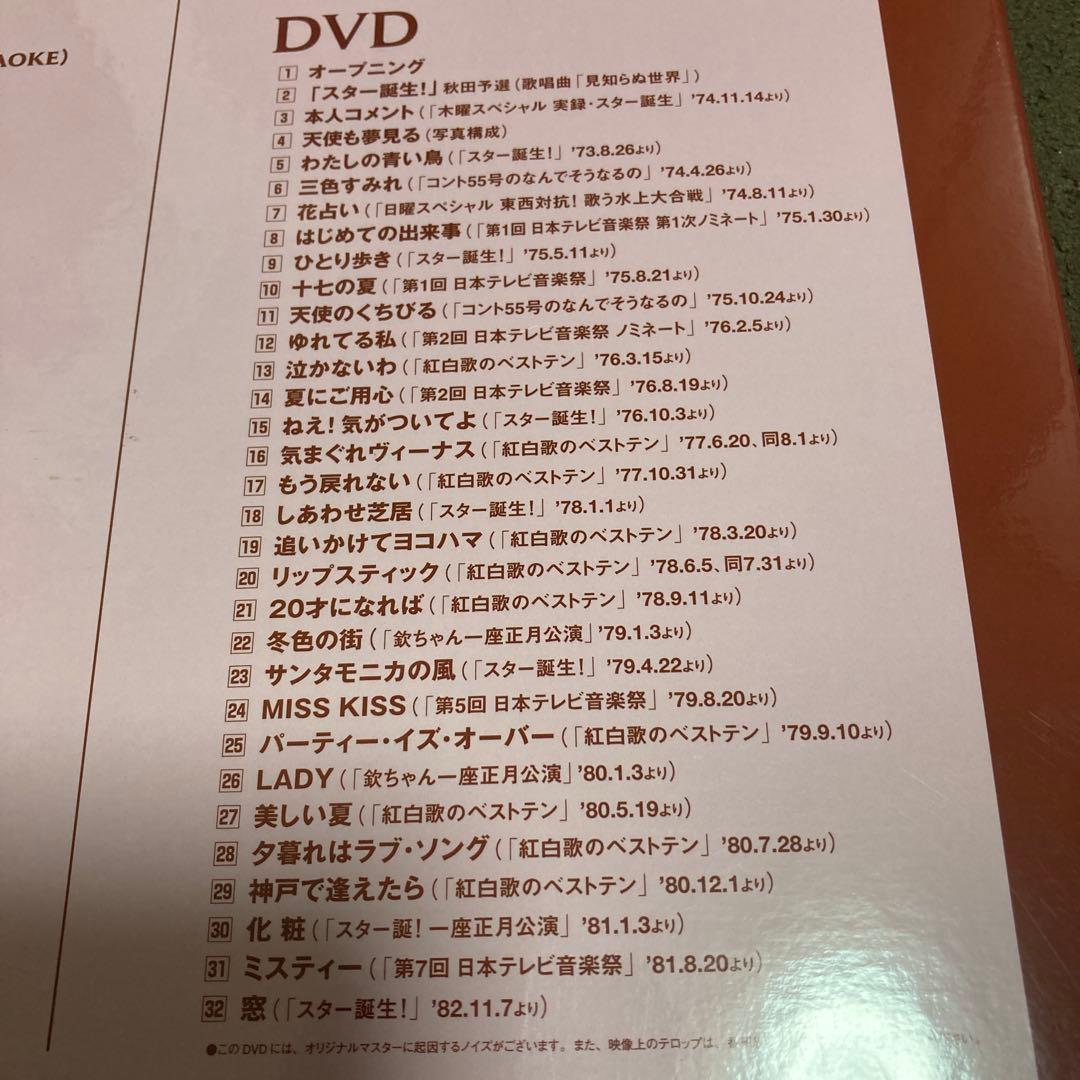 AOKE)
DVD
1 オープニング
2 「スター誕生!」秋田予選(歌唱曲「見知らぬ世界」)
3 本人コメント(「木曜スペシャル 実録・スター誕生」'74.11.14より)
4 天使も夢見る(写真構成)
5 わたしの青い鳥(「スター誕生!」'73.8.26より)
6 三色すみれ(「コント55号のなんでそうなるの」'74.4.26より)
7 花占い(「日曜スペシャル 東西対抗! 歌う水上大合戦」'74.8.11より)
8 はじめての出来事(「第1回 日本テレビ音楽祭 第1次ノミネート」'75.1.30より)
9 ひとり歩き(「スター誕生!」'75.5.11より)
10 十七の夏(「第1回 日本テレビ音楽祭」'75.8.21より)
11 天使のくちびる(「コント55号のなんでそうなるの」'75.10.24より)
12 ゆれてる私(「第2回 日本テレビ音楽祭 ノミネート」'76.2.5より)
13 泣かないわ(「紅白歌のベストテン」'76.3.15より)
14 夏にご用心(「第2回 日本テレビ音楽祭」'76.8.19より)
15 ねえ!気がついてよ(「スター誕生!」'76.10.3より)
16 気まぐれヴィーナス(「紅白歌のベストテン」'77.6.20、同8.1より)
17 もう戻れない(「紅白歌のベストテン」'77.10.31より)
18 しあわせ芝居(「スター誕生!」'78.1.1より)
19 追いかけてヨコハマ(「紅白歌のベストテン」'78.3.20より)
20 リップスティック(「紅白歌のベストテン」'78.6.5、同7.31より)
21 20才になれば(「紅白歌のベストテン」'78.9.11より)
22 冬色の街(「欽ちゃん一座正月公演」'79.1.3より)
23 サンタモニカの風(「スター誕生!」'79.4.22より)
24 MISS KISS(「第5回 日本テレビ音楽祭」'79.8.20より)
25 パーティー・イズ・オーバー(「紅白歌のベストテン」'79.9.10より)
26 LADY(「欽ちゃん一座正月公演」'80.1.3より)
27 美しい夏(「紅白歌のベストテン」'80.5.19より)
28 夕暮れはラブ・ソング(「紅白歌のベストテン」'80.7.28より)
29 神戸で逢えたら(「紅白歌のベストテン」'80.12.1より)
30 化粧(「スター誕! 一座正月公演」'81.1.3より)
31 ミスティー(「第7回 日本テレビ音楽祭」'81.8.20より)
32 窓(「スター誕生!」'82.11.7より)
●このDVDには、オリジナルマスターに起因するノイズがございます。また、映像上のテロップは、